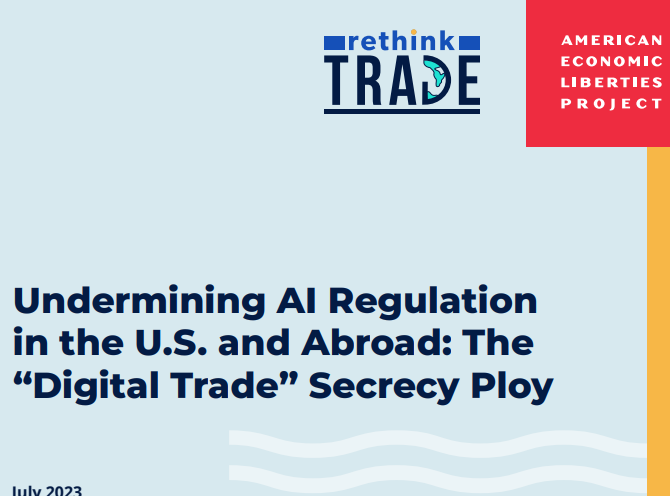 rethink
TRADE
AMERICAN
ECONOMIC
LIBERTIES
PROJECT
Undermining AI Regulation
in the U.S. and Abroad: The
“Digital Trade” Secrecy Ploy
July 2023